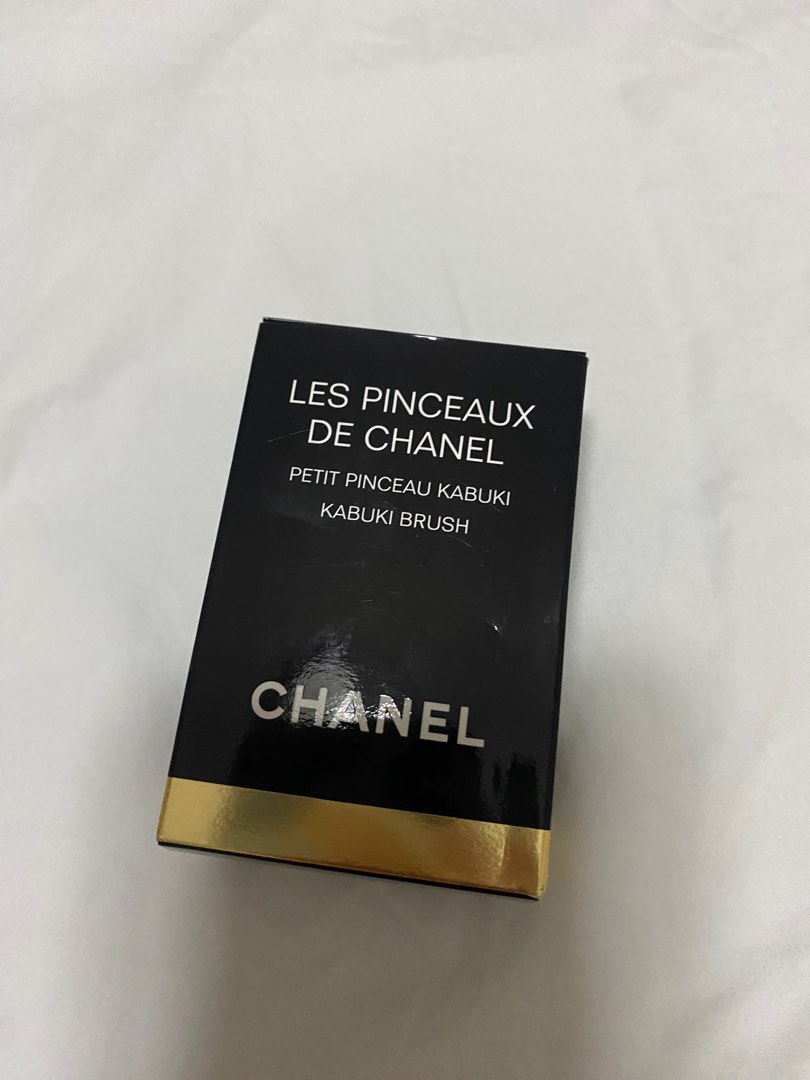 LES PINCEAUX
DE CHANEL
PETIT PINCEAU KABUKI
KABUKI BRUSH
CHANEL